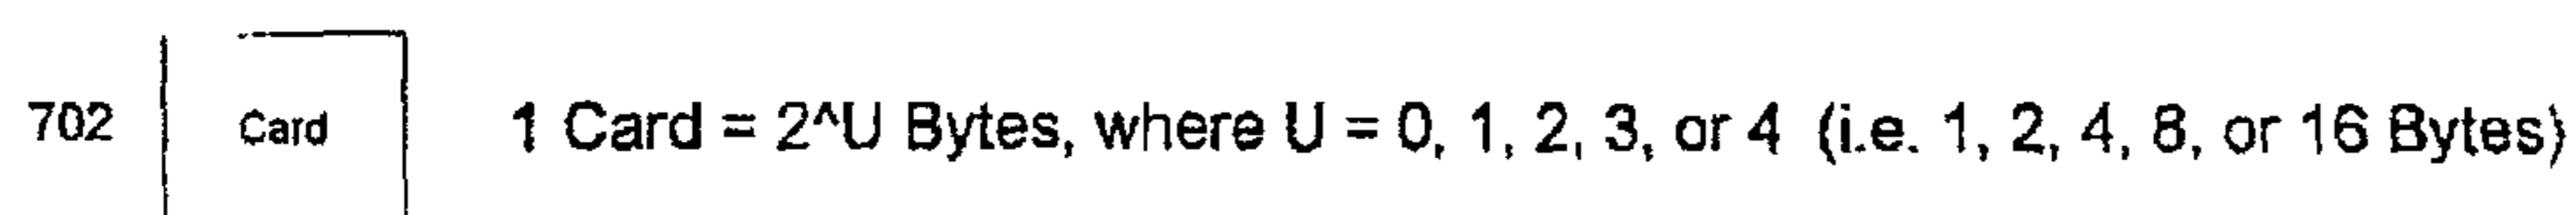 702 Card 1 Card = 2^U Bytes, where U = 0, 1, 2, 3, or 4 (i.e. 1, 2, 4, 8, or 16 Bytes)